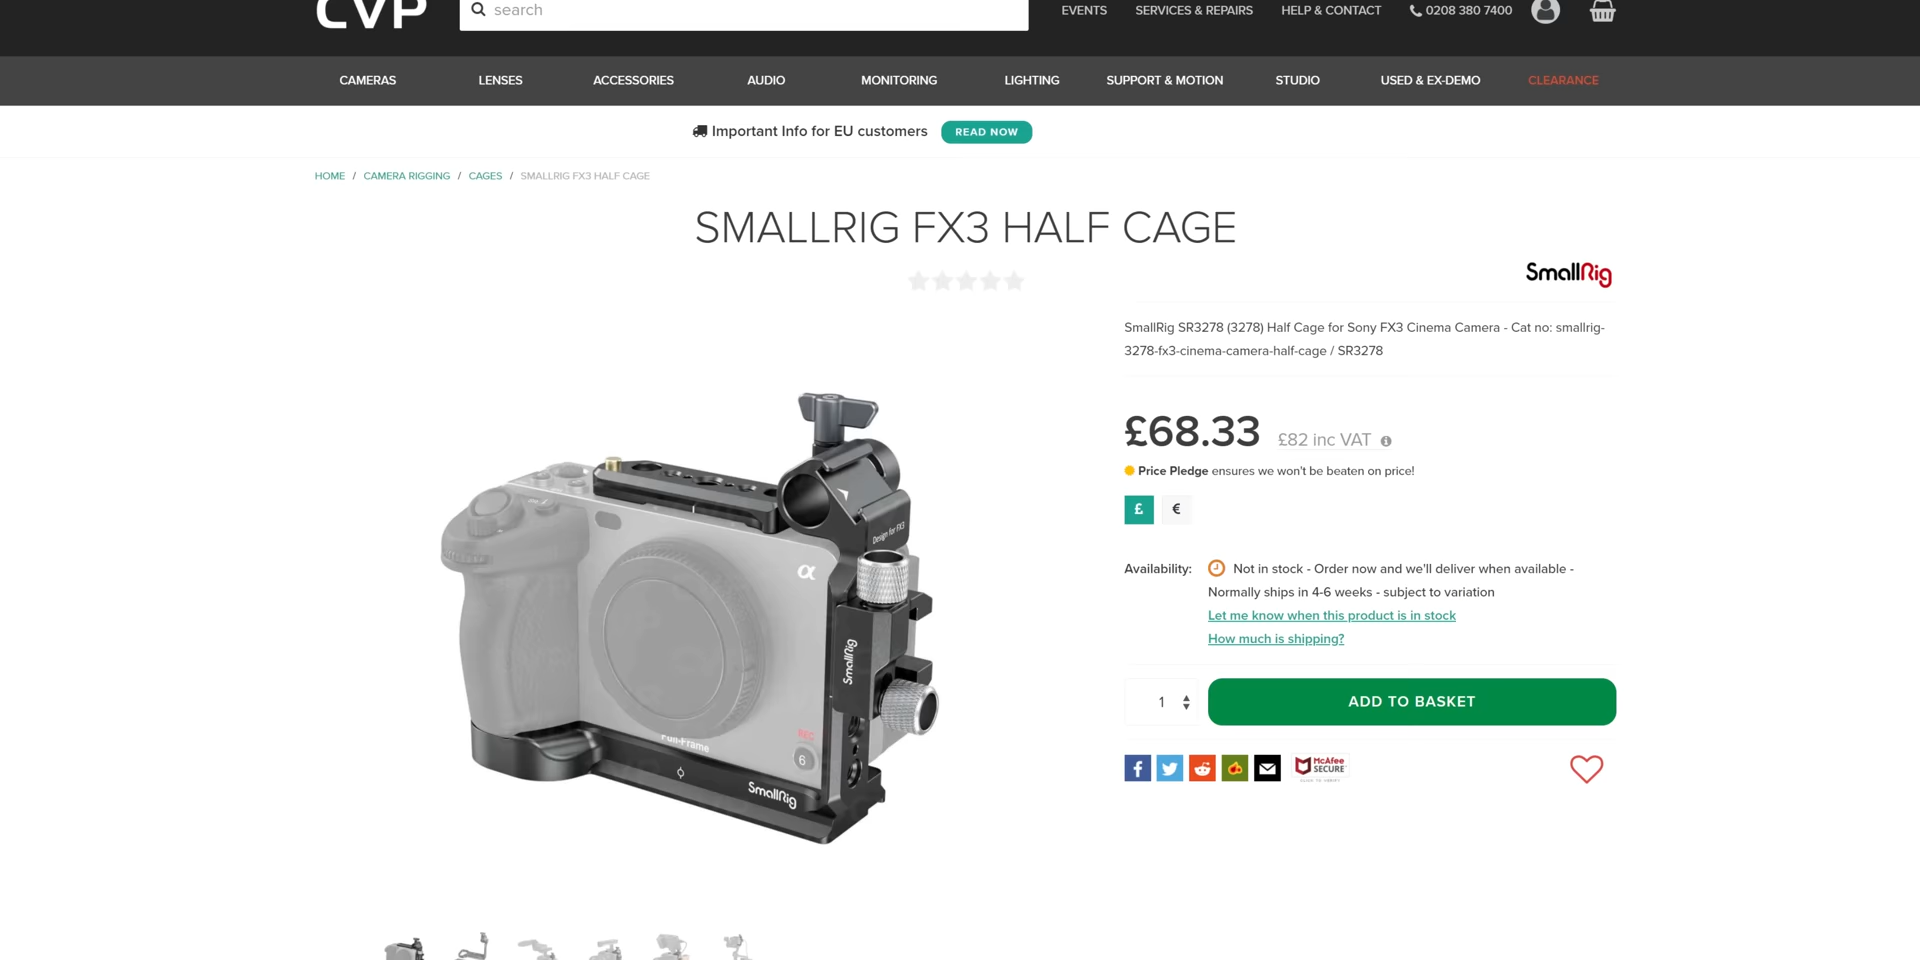 CVP
search
EVENTS SERVICES & REPAIRS HELP & CONTACT 0208 380 7400
CAMERAS LENSES ACCESSORIES AUDIO MONITORING LIGHTING SUPPORT & MOTION STUDIO USED & EX-DEMO CLEARANCE
Important Info for EU customers READ NOW
HOME / CAMERA RIGGING / CAGES / SMALLRIG FX3 HALF CAGE
SMALLRIG FX3 HALF CAGE
SmallRig
SmallRig SR3278 (3278) Half Cage for Sony FX3 Cinema Camera - Cat no: smallrig-
3278-fx3-cinema-camera-half-cage / SR3278
£68.33 £82 inc VAT
Price Pledge ensures we won't be beaten on price!
£ €
Availability: Not in stock - Order now and we'll deliver when available -
Normally ships in 4-6 weeks - subject to variation
Let me know when this product is in stock
How much is shipping?
1 ADD TO BASKET
McAfee
SECURE
Design for FX3
α
SmallRig
Full-Frame
REC
6
SmallRig